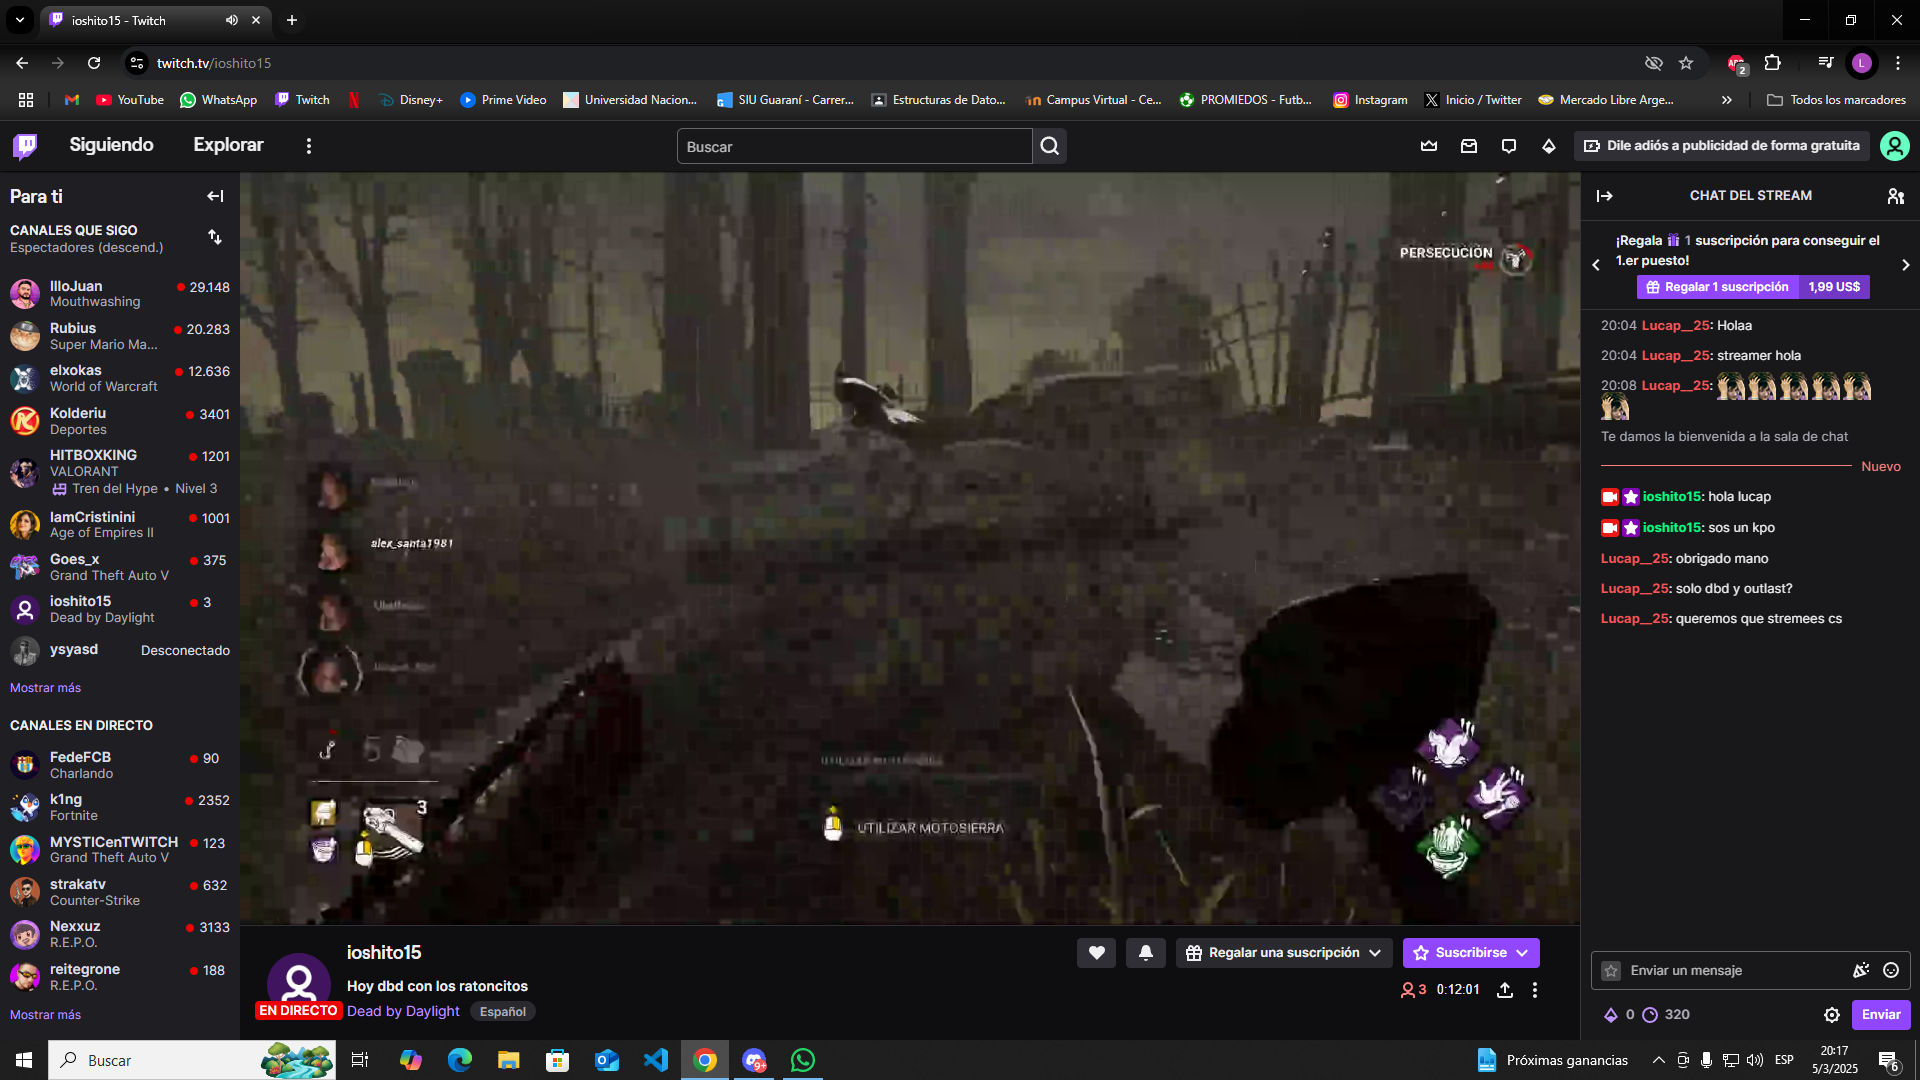 ioshito15 - Twitch
twitch.tv/ioshito15
2
L
YouTube
WhatsApp
Twitch
Disney+
Prime Video
Universidad Nacion...
SIU Guaraní - Carrer...
Estructuras de Dato...
Campus Virtual - Ce...
PROMIEDOS - Futb...
Instagram
Inicio / Twitter
Mercado Libre Arge...
Todos los marcadores
Siguiendo
Explorar
Buscar
Dile adiós a publicidad de forma gratuita
Para ti
CANALES QUE SIGO
Espectadores (descend.)
IlloJuan 29.148
Mouthwashing
Rubius 20.283
Super Mario Ma...
elxokas 12.636
World of Warcraft
Kolderiu 3401
Deportes
HITBOXKING 1201
VALORANT
Tren del Hype • Nivel 3
IamCristinini 1001
Age of Empires II
Goes_x 375
Grand Theft Auto V
ioshito15 3
Dead by Daylight
ysyasd Desconectado
Mostrar más
CANALES EN DIRECTO
FedeFCB 90
Charlando
k1ng 2352
Fortnite
MYSTICenTWITCH 123
Grand Theft Auto V
strakatv 632
Counter-Strike
Nexxuz 3133
R.E.P.O.
reitegrone 188
R.E.P.O.
Mostrar más
PERSECUCIÓN
alex_santa1981
3
UTILIZAR MOTOSIERRA
ioshito15
Hoy dbd con los ratoncitos
EN DIRECTO
Dead by Daylight Español
Regalar una suscripción
Suscribirse
3 0:12:01
CHAT DEL STREAM
¡Regala 1 suscripción para conseguir el
1.er puesto!
Regalar 1 suscripción 1,99 US$
20:04 Lucap__25: Holaa
20:04 Lucap__25: streamer hola
20:08 Lucap__25:
Te damos la bienvenida a la sala de chat
Nuevo
ioshito15: hola lucap
ioshito15: sos un kpo
Lucap__25: obrigado mano
Lucap__25: solo dbd y outlast?
Lucap__25: queremos que stremees cs
Enviar un mensaje
0 320
Enviar
Buscar
9+
Próximas ganancias
ESP
20:17
5/3/2025
6